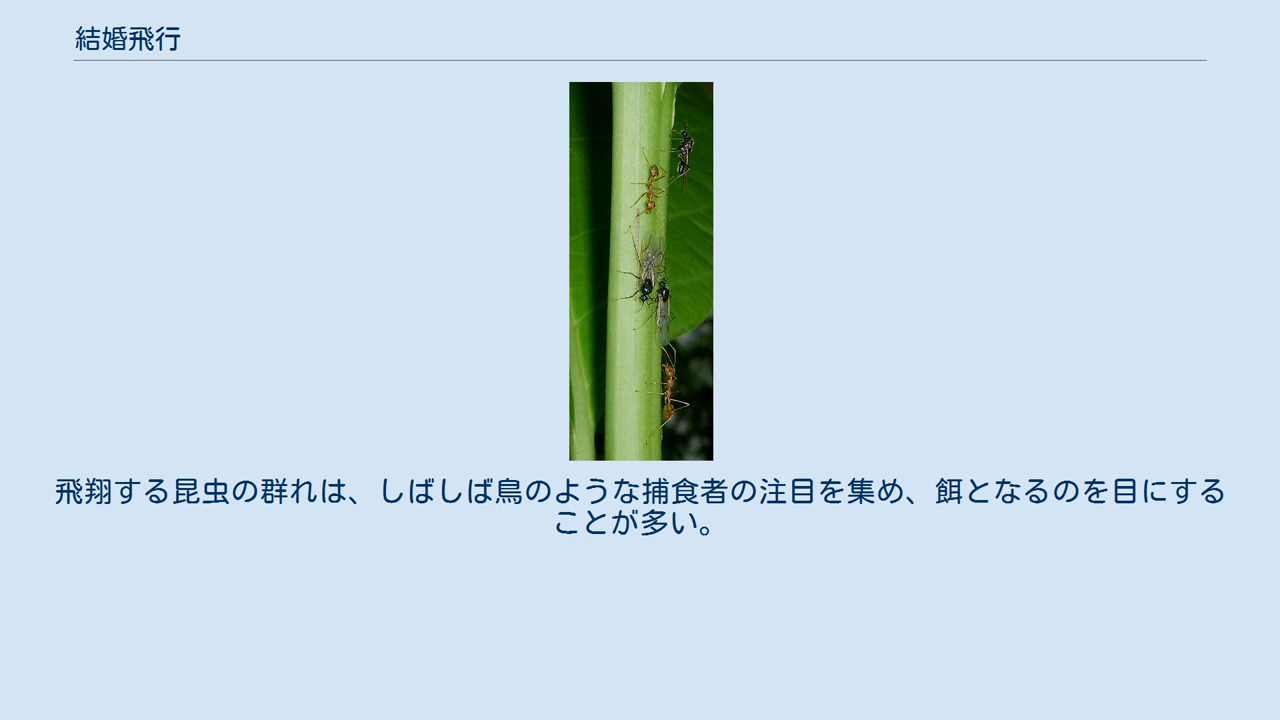 結婚飛行
飛翔する昆虫の群れは、しばしば鳥のような捕食者の注目を集め、餌となるのを目にする
ことが多い。